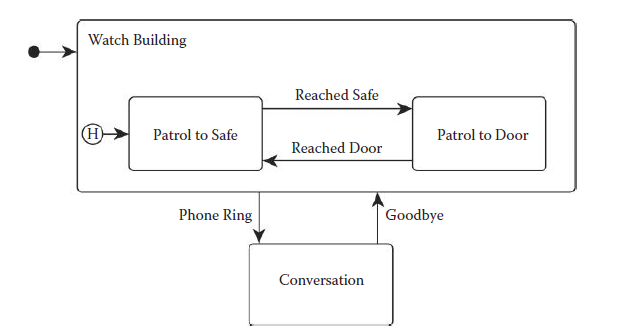 Watch Building
Reached Safe
H
Patrol to Safe
Patrol to Door
Reached Door
Phone Ring
Goodbye
Conversation